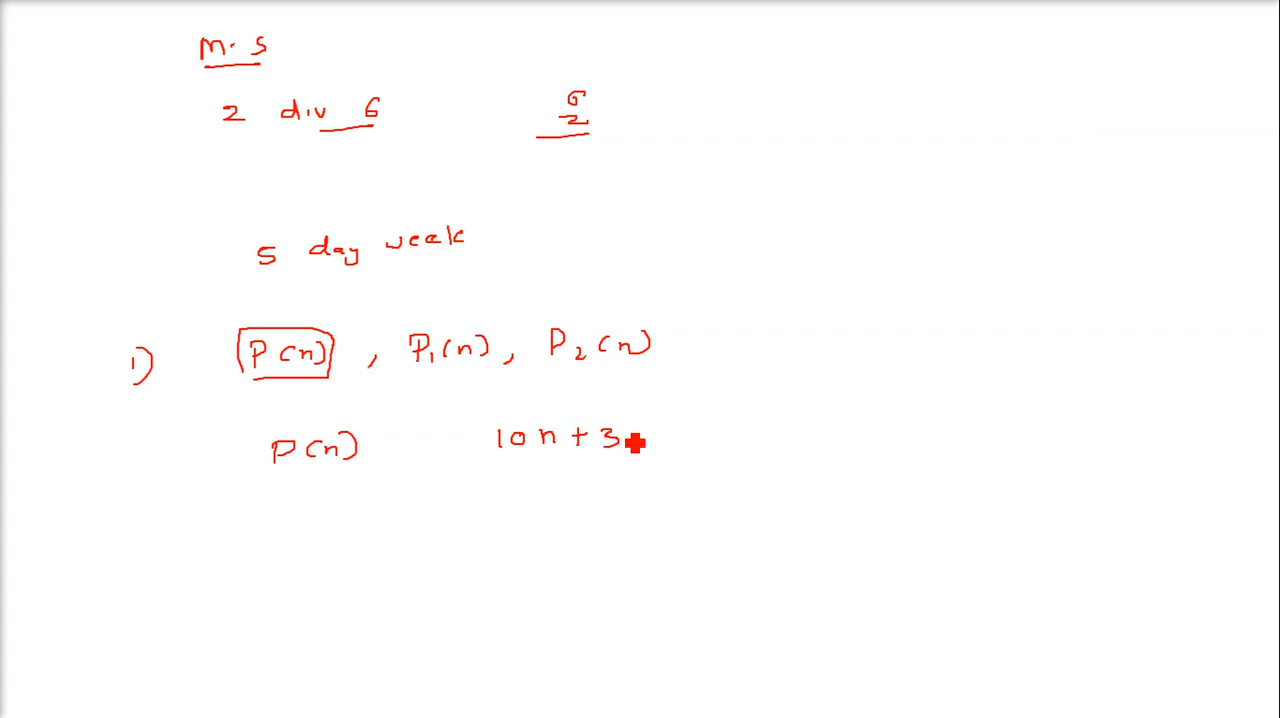 M. S
2 div 6
6
2
5 day week
1) P(n) , P₁(n) , P₂(n)
P(n) 10n + 3